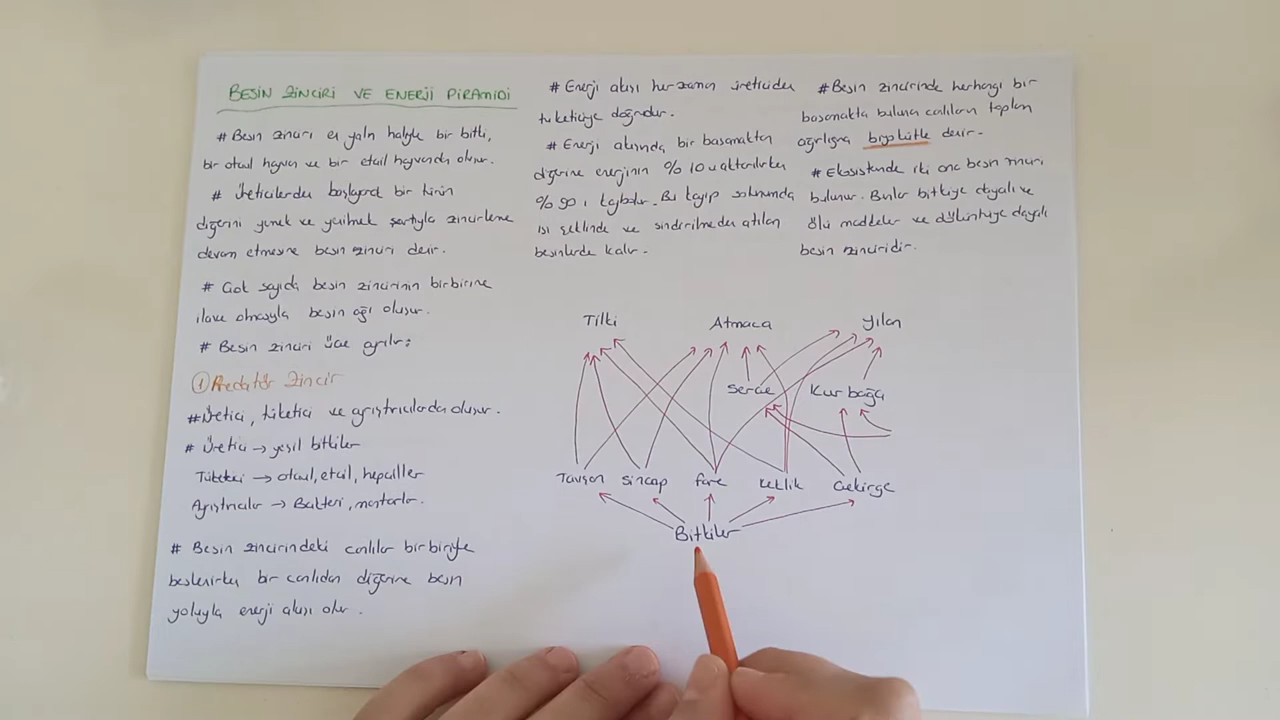 BESİN ZİNCİRİ VE ENERJİ PİRAMİDİ
# Besin zinciri en yalın haliyle bir bitki,
bir otçul hayvan ve bir etçil hayvandan oluşur.
# Üreticilerden başlayarak bir türün
diğerini yemek ve yenilmek şartıyla zincirleme
devam etmesine besin zinciri denir.
# Çok sayıda besin zincirinin birbirine
ilave olmasıyla besin ağı oluşur.
# Besin zinciri üçe ayrılır:
① Predatör zincir
# Üretici, tüketici ve ayrıştırıcılardan oluşur.
# Üretici → yeşil bitkiler
Tüketici → otçul, etçil, hepçiller
Ayrıştırıcılar → Bakteri, mantarlar.
# Besin zincirindeki canlılar birbiriyle
beslenirken bir canlıdan diğerine besin
yoluyla enerji akışı olur.
# Enerji akışı her zaman üreticiden
tüketiciye doğrudur.
# Enerji akışında bir basamaktan
diğerine enerjinin %10u aktarılırken
%90ı kaybolur. Bu kayıp solunumda
ısı şeklinde ve sindirilmeden atılan
besinlerde kalır.
# Besin zincirinde herhangi bir
basamakta bulunan canlıların toplam
ağırlığına biyokütle denir.
# Ekosistemde iki ana besin zinciri
bulunur. Bunlar bitkiye dayalı ve
ölü maddeler ve döküntüye dayalı
besin zinciridir.
Tilki Atmaca Yılan
Serçe Kurbağa
Tavşan Sincap fare Keklik Çekirge
Bitkiler